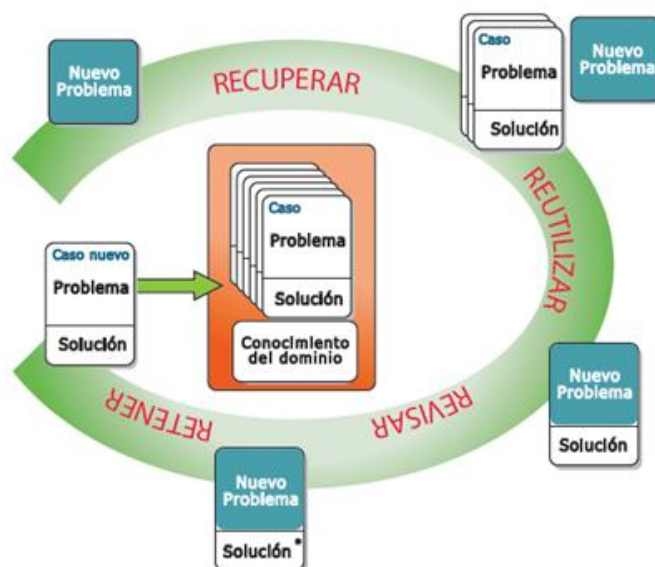 Nuevo
Problema
RECUPERAR
Caso
Problema
Solución
Nuevo
Problema
REUTILIZAR
Caso
Problema
Solución
Conocimiento
del dominio
Caso nuevo
Problema
Solución
Nuevo
Problema
Solución
REVISAR
Nuevo
Problema
Solución*
RETENER